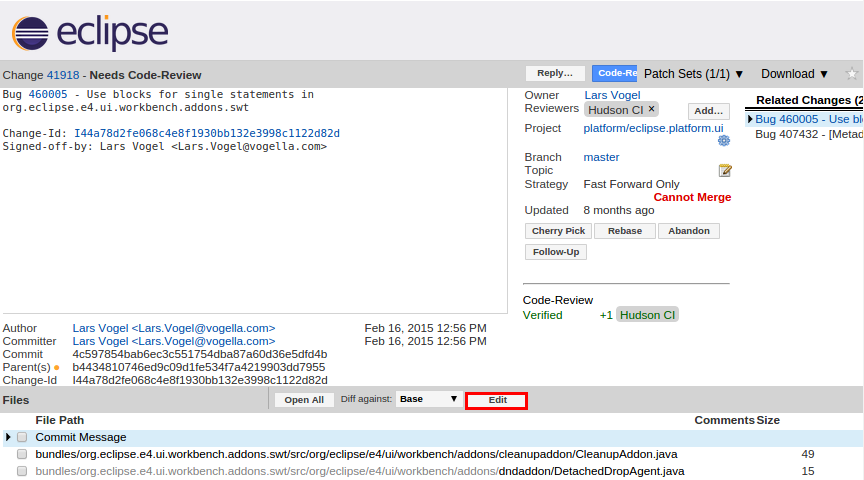 eclipse
Change 41918 - Needs Code-Review
Reply…
Code-Re
Patch Sets (1/1) ▼
Download ▼
Bug 460005 - Use blocks for single statements in
org.eclipse.e4.ui.workbench.addons.swt
Change-Id: I44a78d2fe068c4e8f1930bb132e3998c1122d82d
Signed-off-by: Lars Vogel <Lars.Vogel@vogella.com>
Owner Lars Vogel
Reviewers Hudson CI × Add…
Project platform/eclipse.platform.ui
Branch master
Topic
Strategy Fast Forward Only
Cannot Merge
Updated 8 months ago
Cherry Pick Rebase Abandon
Follow-Up
Code-Review
Verified +1 Hudson CI
Related Changes (2
Bug 460005 - Use blo
Bug 407432 - [Metad
Author Lars Vogel <Lars.Vogel@vogella.com> Feb 16, 2015 12:56 PM
Committer Lars Vogel <Lars.Vogel@vogella.com> Feb 16, 2015 12:56 PM
Commit 4c597854bab6ec3c551754dba87a60d36e5dfd4b
Parent(s) b4434810746ed9c09d1fe534f7a4219903dd7955
Change-Id I44a78d2fe068c4e8f1930bb132e3998c1122d82d
Files Open All Diff against: Base ▼ Edit
File Path Comments Size
Commit Message
bundles/org.eclipse.e4.ui.workbench.addons.swt/src/org/eclipse/e4/ui/workbench/addons/cleanupaddon/CleanupAddon.java 49
bundles/org.eclipse.e4.ui.workbench.addons.swt/src/org/eclipse/e4/ui/workbench/addons/dndaddon/DetachedDropAgent.java 15